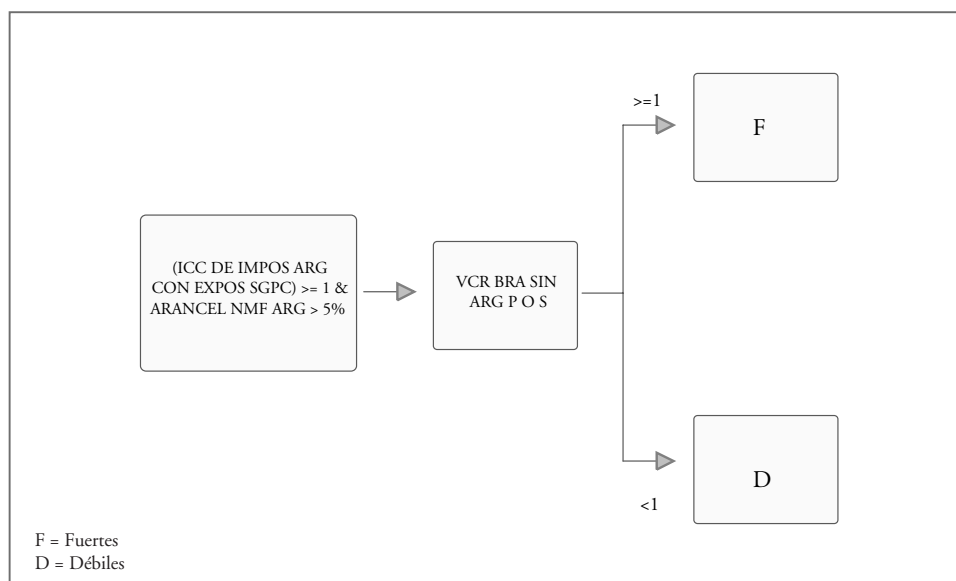 (ICC DE IMPOS ARG
CON EXPOS SGPC) >= 1 &
ARANCEL NMF ARG > 5%
VCR BRA SIN
ARG P O S
>=1
F
<1
D
F = Fuertes
D = Débiles